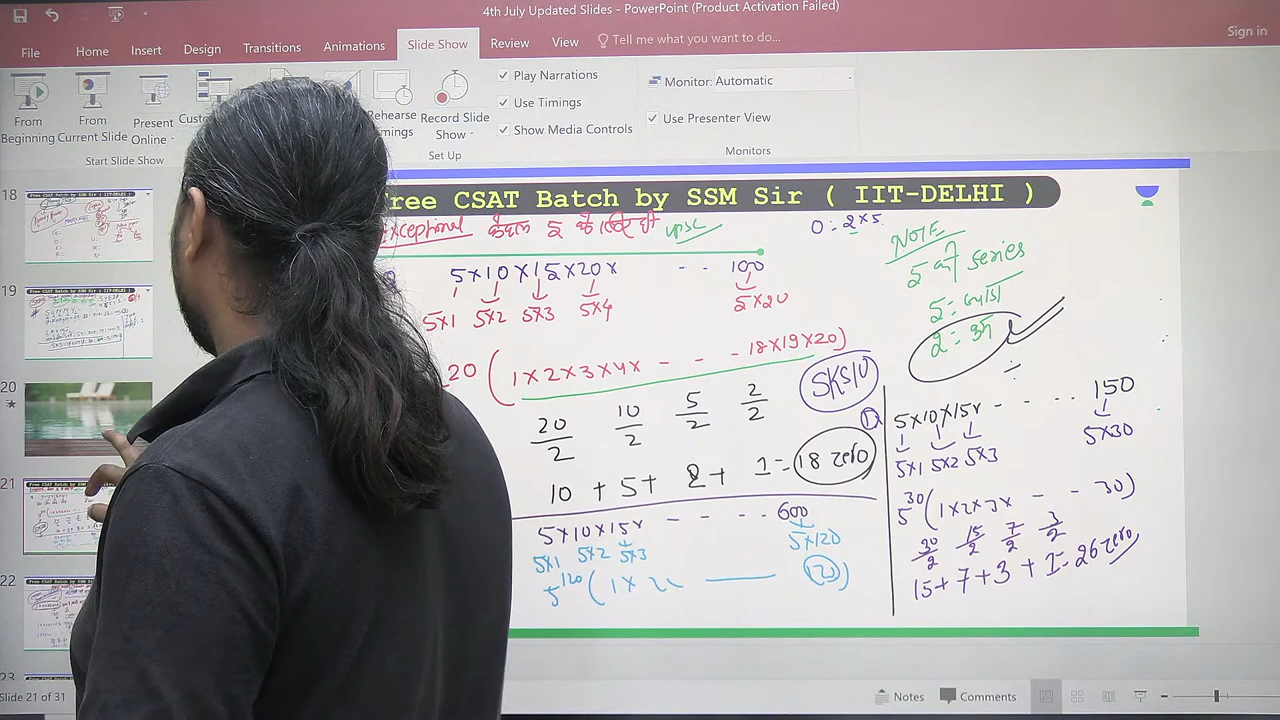 4th July Updated Slides - PowerPoint (Product Activation Failed)
Sign in
File Home Insert Design Transitions Animations Slide Show Review View Tell me what you want to do...
From Beginning
From Current Slide
Present Online
Rehearse
Record Slide Show
Play Narrations
Use Timings
Show Media Controls
Monitor: Automatic
Use Presenter View
Start Slide Show
Set Up
Monitors
ree CSAT Batch by SSM Sir ( IIT-DELHI )
Exceptional केवल 5 के लिए ही UPSC
0 = 2×5
NOTE
5 की series
5 = ज्यादा
2 = कम
5×10×15×20× - - 100
5×1 5×2 5×3 5×4 5×20
20 ( 1×2×3×4× - - - 18×19×20)
SKSIU
20/2 10/2 5/2 2/2
10 + 5 + 2 + 1 = 18 zero
5×10×15× - - - - 600
5×1 5×2 5×3 5×120
5^120 ( 1×2× 120)
5×10×15× - - - - 150
5×1 5×2 5×3 5×30
5^30 ( 1×2×3× - - 30)
30/2 15/2 7/2 3/2
15 + 7 + 3 + 1 = 26 zero
18
19
20
21
22
23
Slide 21 of 31
Notes
Comments